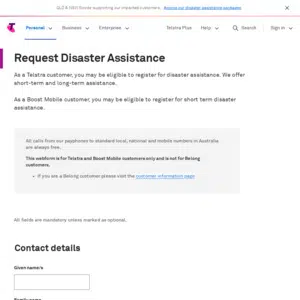 QLD & NSW floods: supporting our impacted customers. Access our disaster assistance packages
Personal Business Enterprise Telstra Plus Help Search Sign in
Request Disaster Assistance
As a Telstra customer, you may be eligible to register for disaster assistance. We offer
short-term and long-term assistance.
As a Boost Mobile customer, you may be eligible to register for short term disaster
assistance.
All calls from our payphones to standard local, national and mobile numbers in Australia
are always free.
This webform is for Telstra and Boost Mobile customers only and is not for Belong
customers.
If you are a Belong customer please visit the customer information page
All fields are mandatory unless marked as optional.
Contact details
Given name/s
Family name